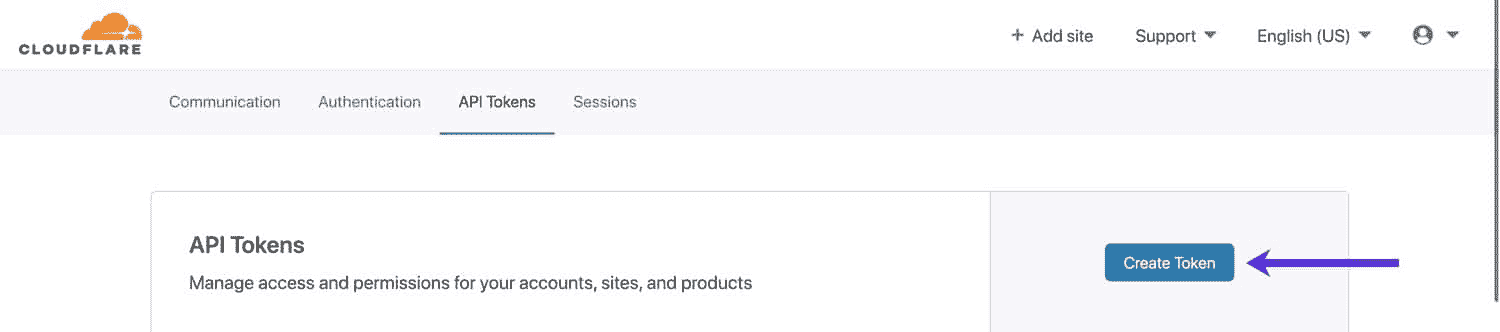 CLOUDFLARE
+ Add site
Support
English (US)
Communication
Authentication
API Tokens
Sessions
API Tokens
Manage access and permissions for your accounts, sites, and products
Create Token